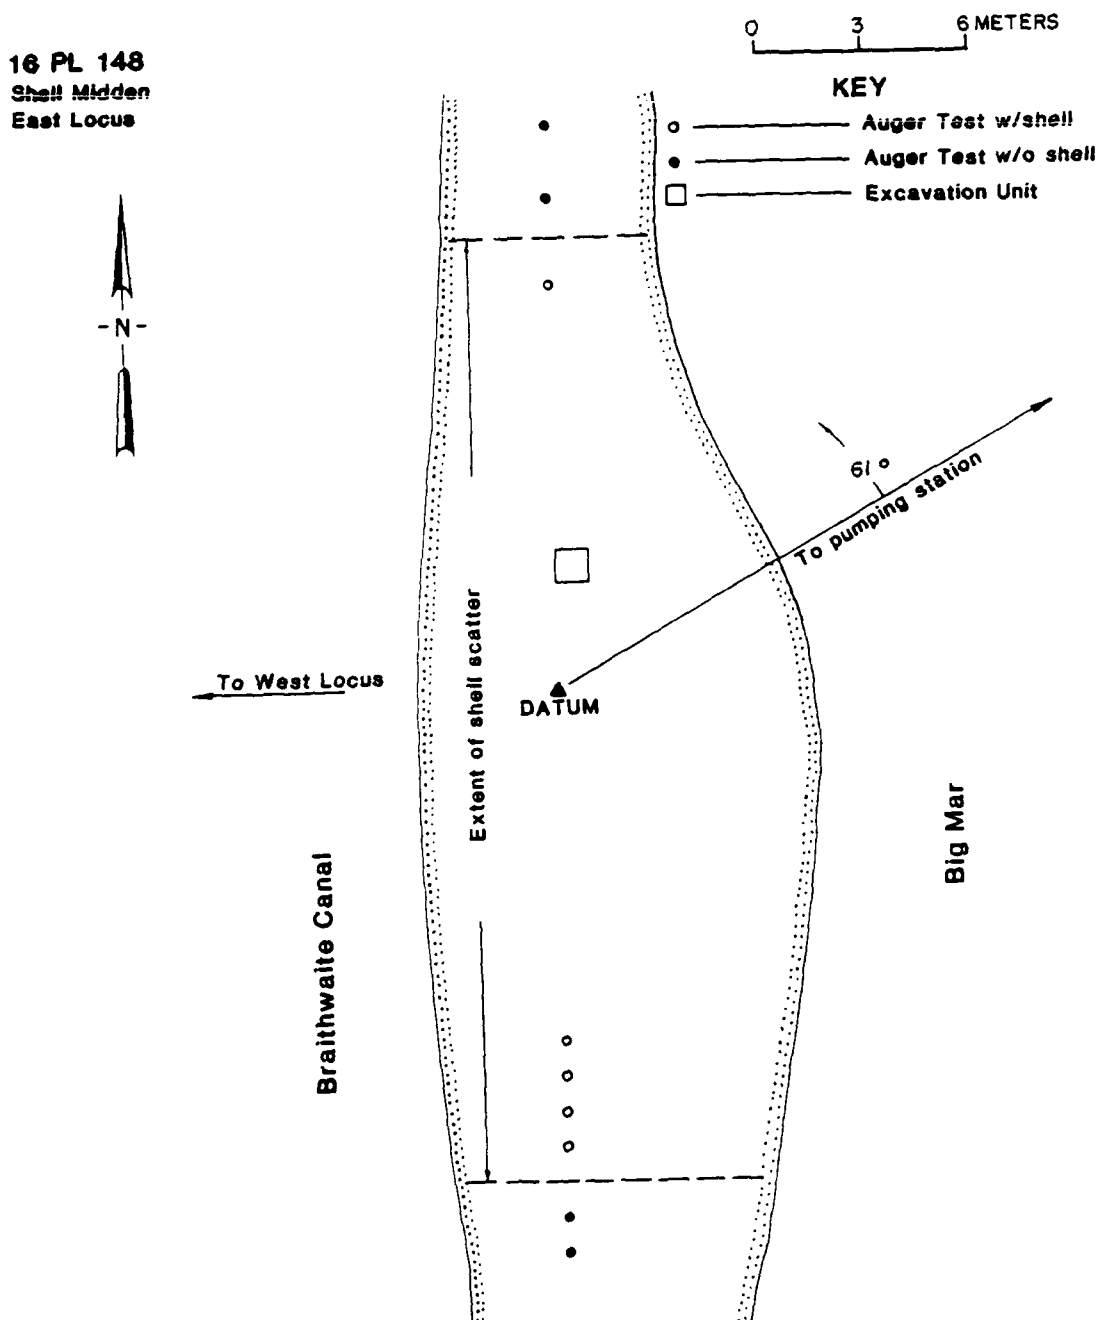 16 PL 148
Shell Midden
East Locus
0 3 6 METERS
KEY
Auger Test w/shell
Auger Test w/o shell
Excavation Unit
-N-
61°
To pumping station
Extent of shell scatter
To West Locus
DATUM
Big Mar
Braithwaite Canal